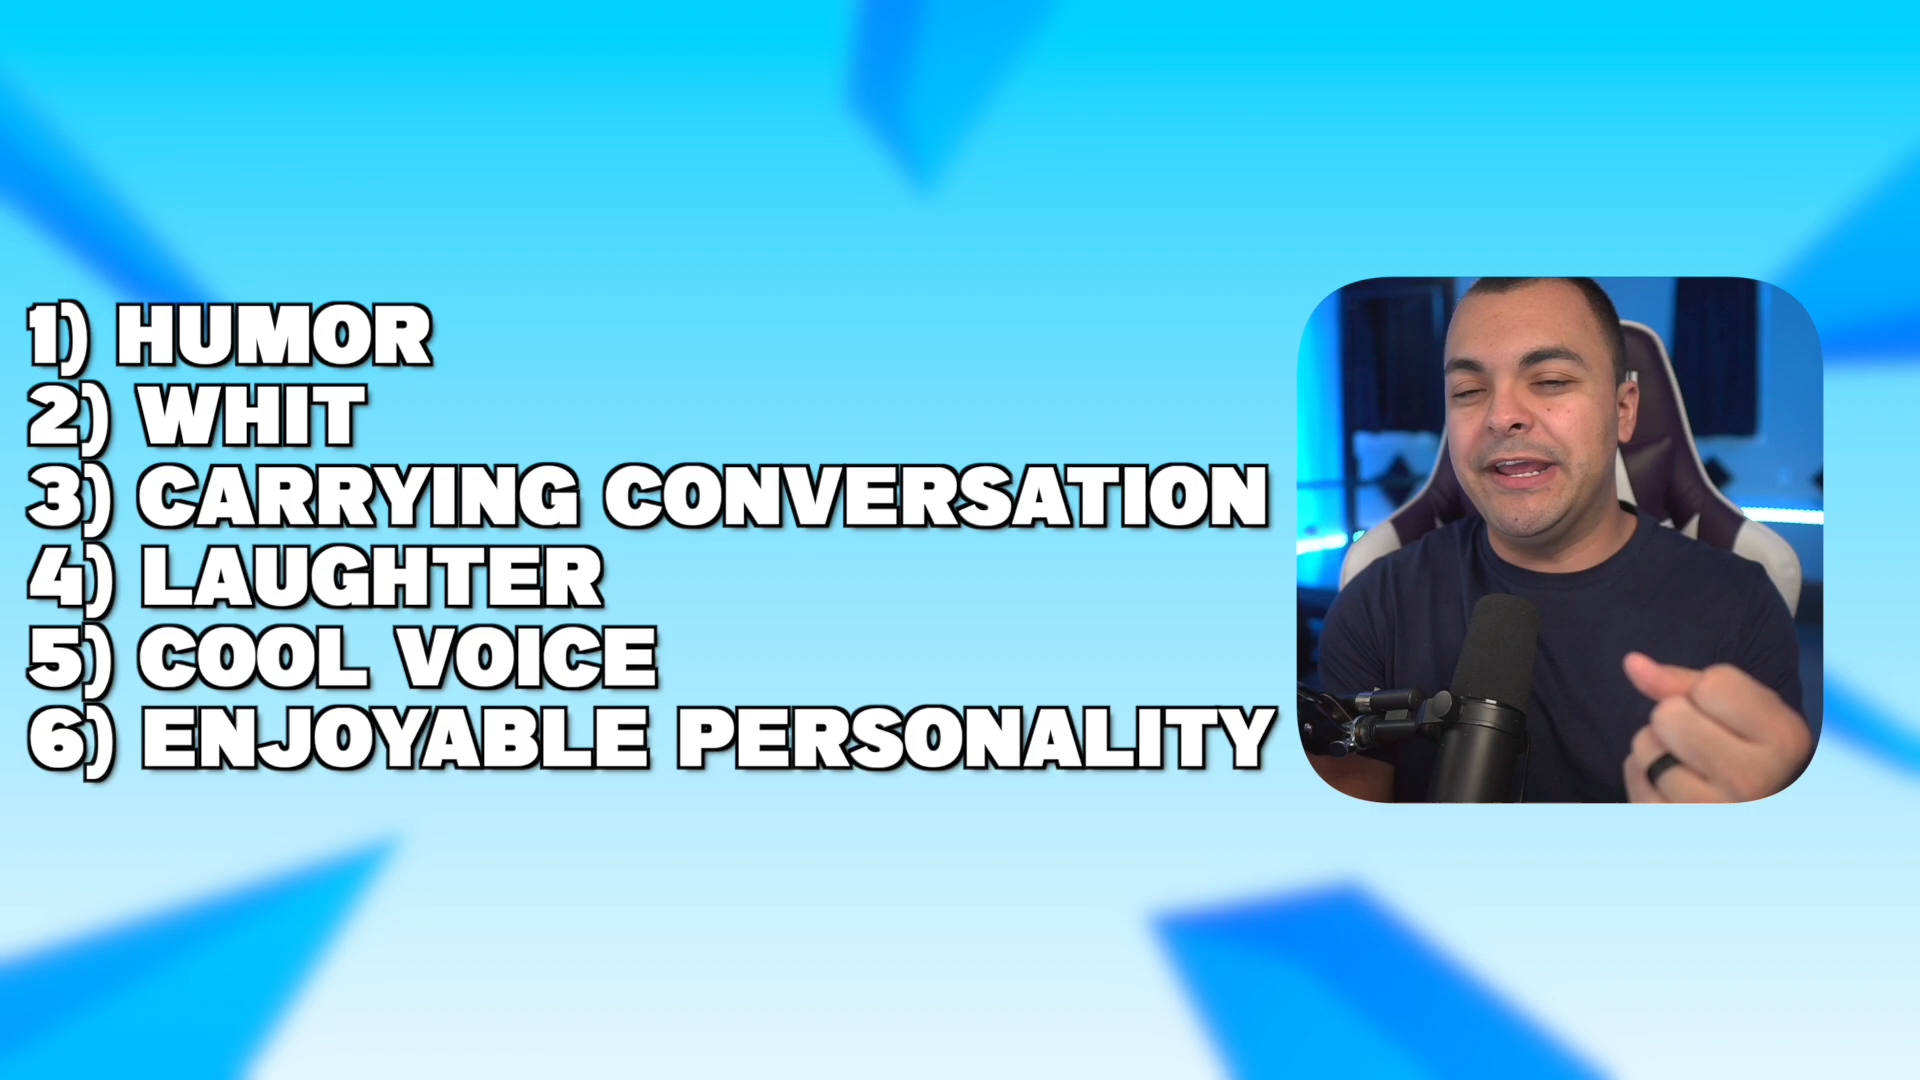 1) HUMOR
2) WHIT
3) CARRYING CONVERSATION
4) LAUGHTER
5) COOL VOICE
6) ENJOYABLE PERSONALITY